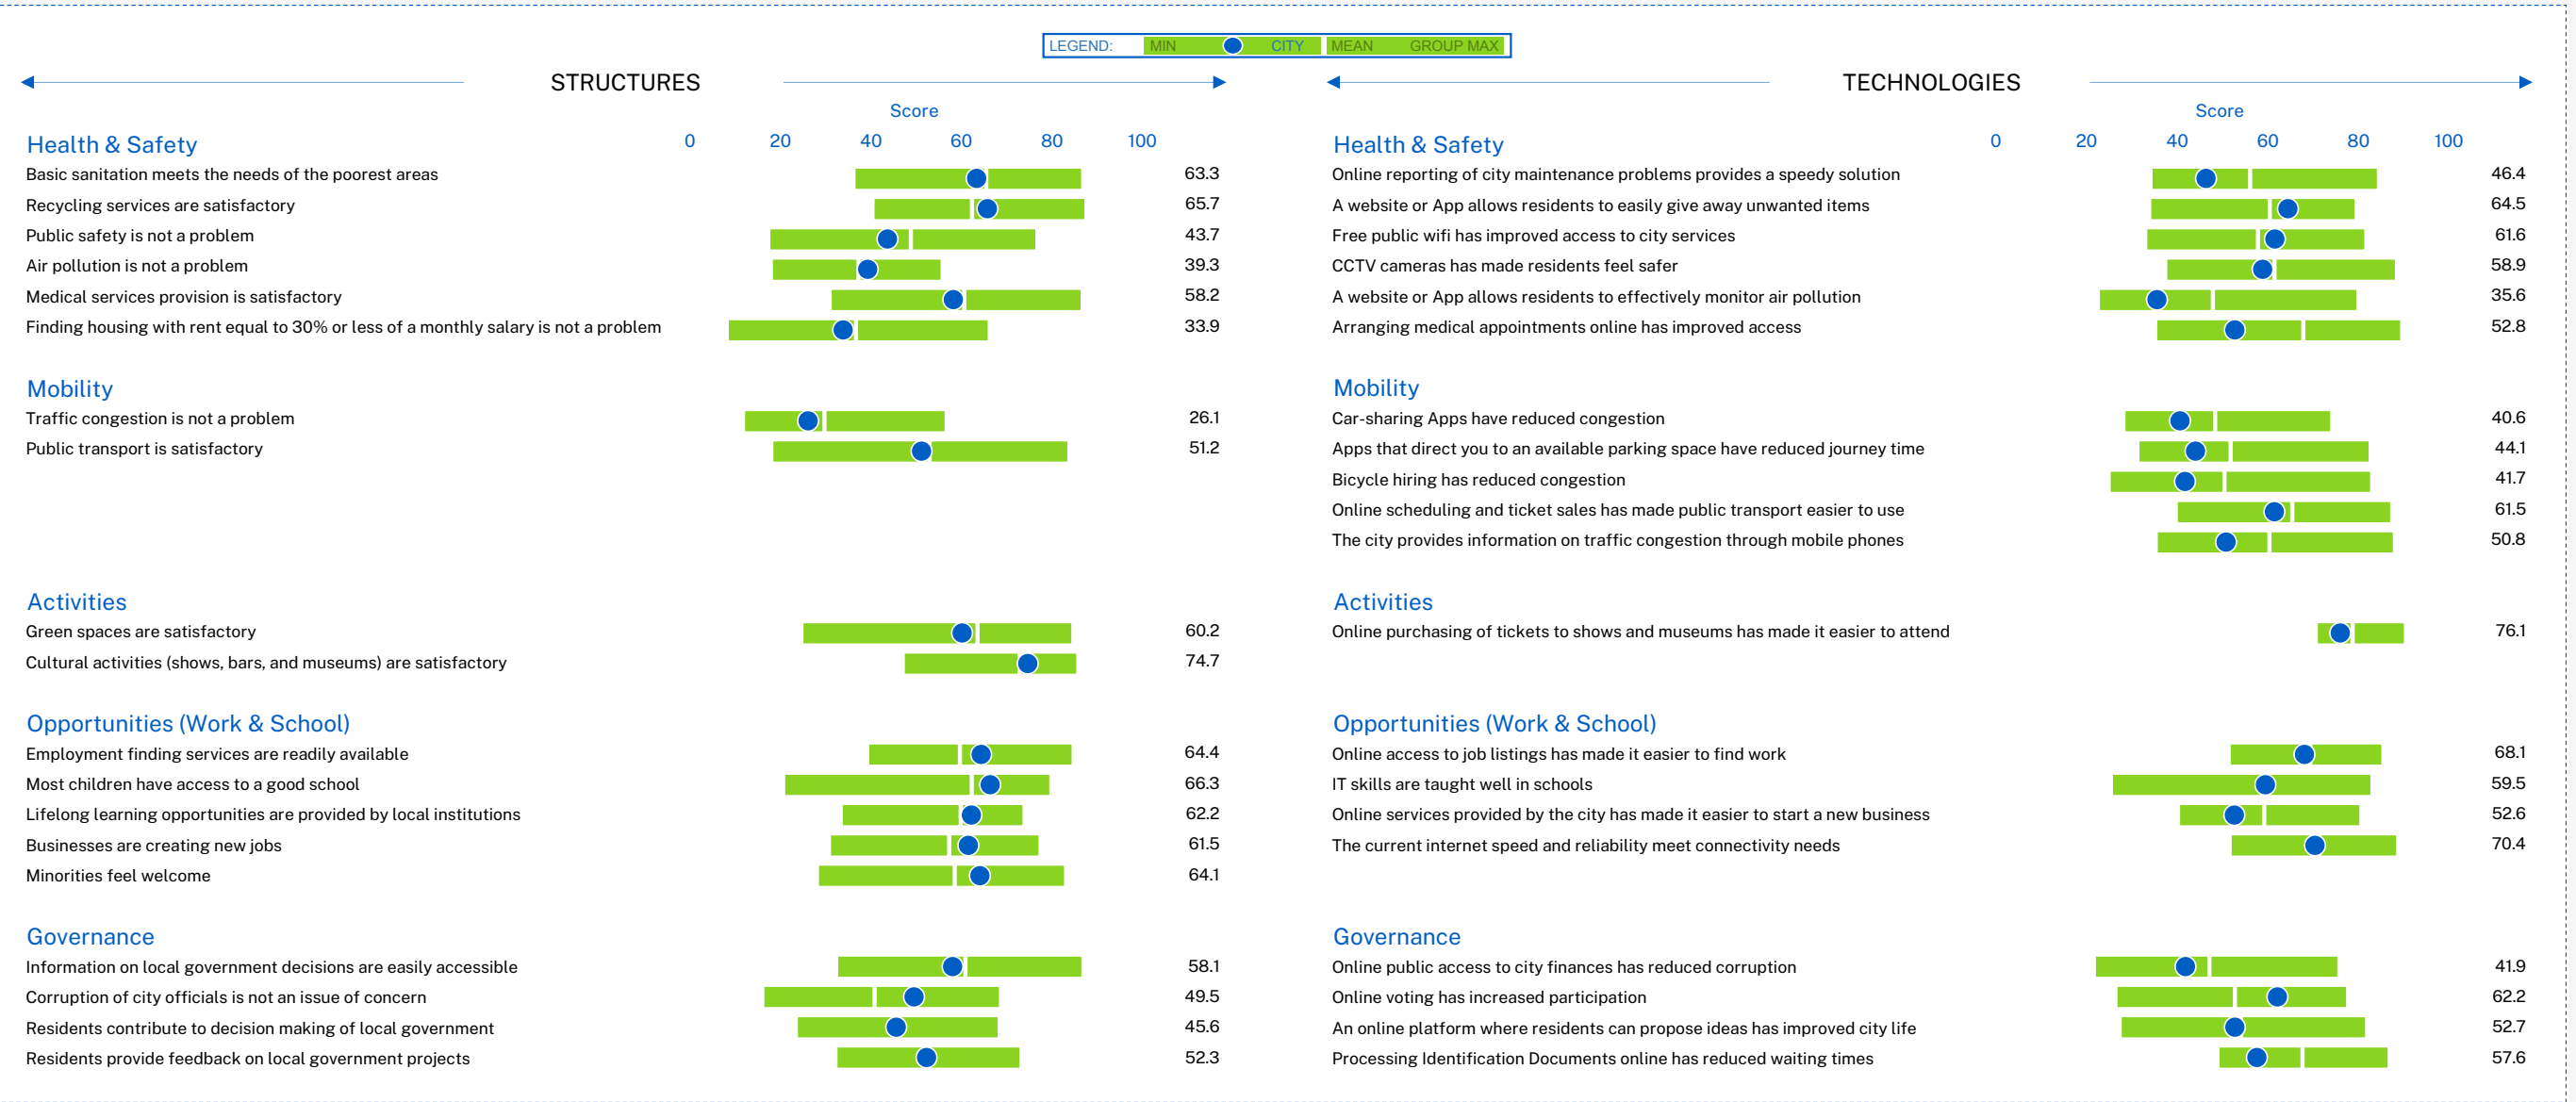 LEGEND: MIN CITY MEAN GROUP MAX
STRUCTURES
Score
0 20 40 60 80 100
Health & Safety
Basic sanitation meets the needs of the poorest areas 63.3
Recycling services are satisfactory 65.7
Public safety is not a problem 43.7
Air pollution is not a problem 39.3
Medical services provision is satisfactory 58.2
Finding housing with rent equal to 30% or less of a monthly salary is not a problem 33.9
Mobility
Traffic congestion is not a problem 26.1
Public transport is satisfactory 51.2
Activities
Green spaces are satisfactory 60.2
Cultural activities (shows, bars, and museums) are satisfactory 74.7
Opportunities (Work & School)
Employment finding services are readily available 64.4
Most children have access to a good school 66.3
Lifelong learning opportunities are provided by local institutions 62.2
Businesses are creating new jobs 61.5
Minorities feel welcome 64.1
Governance
Information on local government decisions are easily accessible 58.1
Corruption of city officials is not an issue of concern 49.5
Residents contribute to decision making of local government 45.6
Residents provide feedback on local government projects 52.3
TECHNOLOGIES
Score
0 20 40 60 80 100
Health & Safety
Online reporting of city maintenance problems provides a speedy solution 46.4
A website or App allows residents to easily give away unwanted items 64.5
Free public wifi has improved access to city services 61.6
CCTV cameras has made residents feel safer 58.9
A website or App allows residents to effectively monitor air pollution 35.6
Arranging medical appointments online has improved access 52.8
Mobility
Car-sharing Apps have reduced congestion 40.6
Apps that direct you to an available parking space have reduced journey time 44.1
Bicycle hiring has reduced congestion 41.7
Online scheduling and ticket sales has made public transport easier to use 61.5
The city provides information on traffic congestion through mobile phones 50.8
Activities
Online purchasing of tickets to shows and museums has made it easier to attend 76.1
Opportunities (Work & School)
Online access to job listings has made it easier to find work 68.1
IT skills are taught well in schools 59.5
Online services provided by the city has made it easier to start a new business 52.6
The current internet speed and reliability meet connectivity needs 70.4
Governance
Online public access to city finances has reduced corruption 41.9
Online voting has increased participation 62.2
An online platform where residents can propose ideas has improved city life 52.7
Processing Identification Documents online has reduced waiting times 57.6